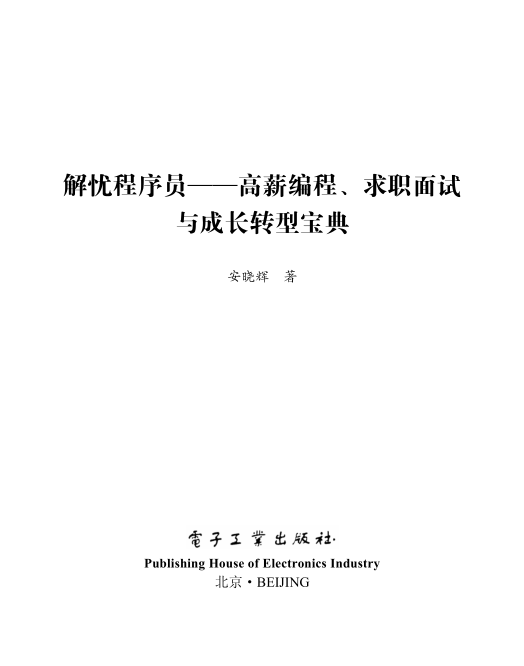 解忧程序员——高薪编程、求职面试
与成长转型宝典
安晓辉 著
電子工業出版社·
Publishing House of Electronics Industry
北京·BEIJING